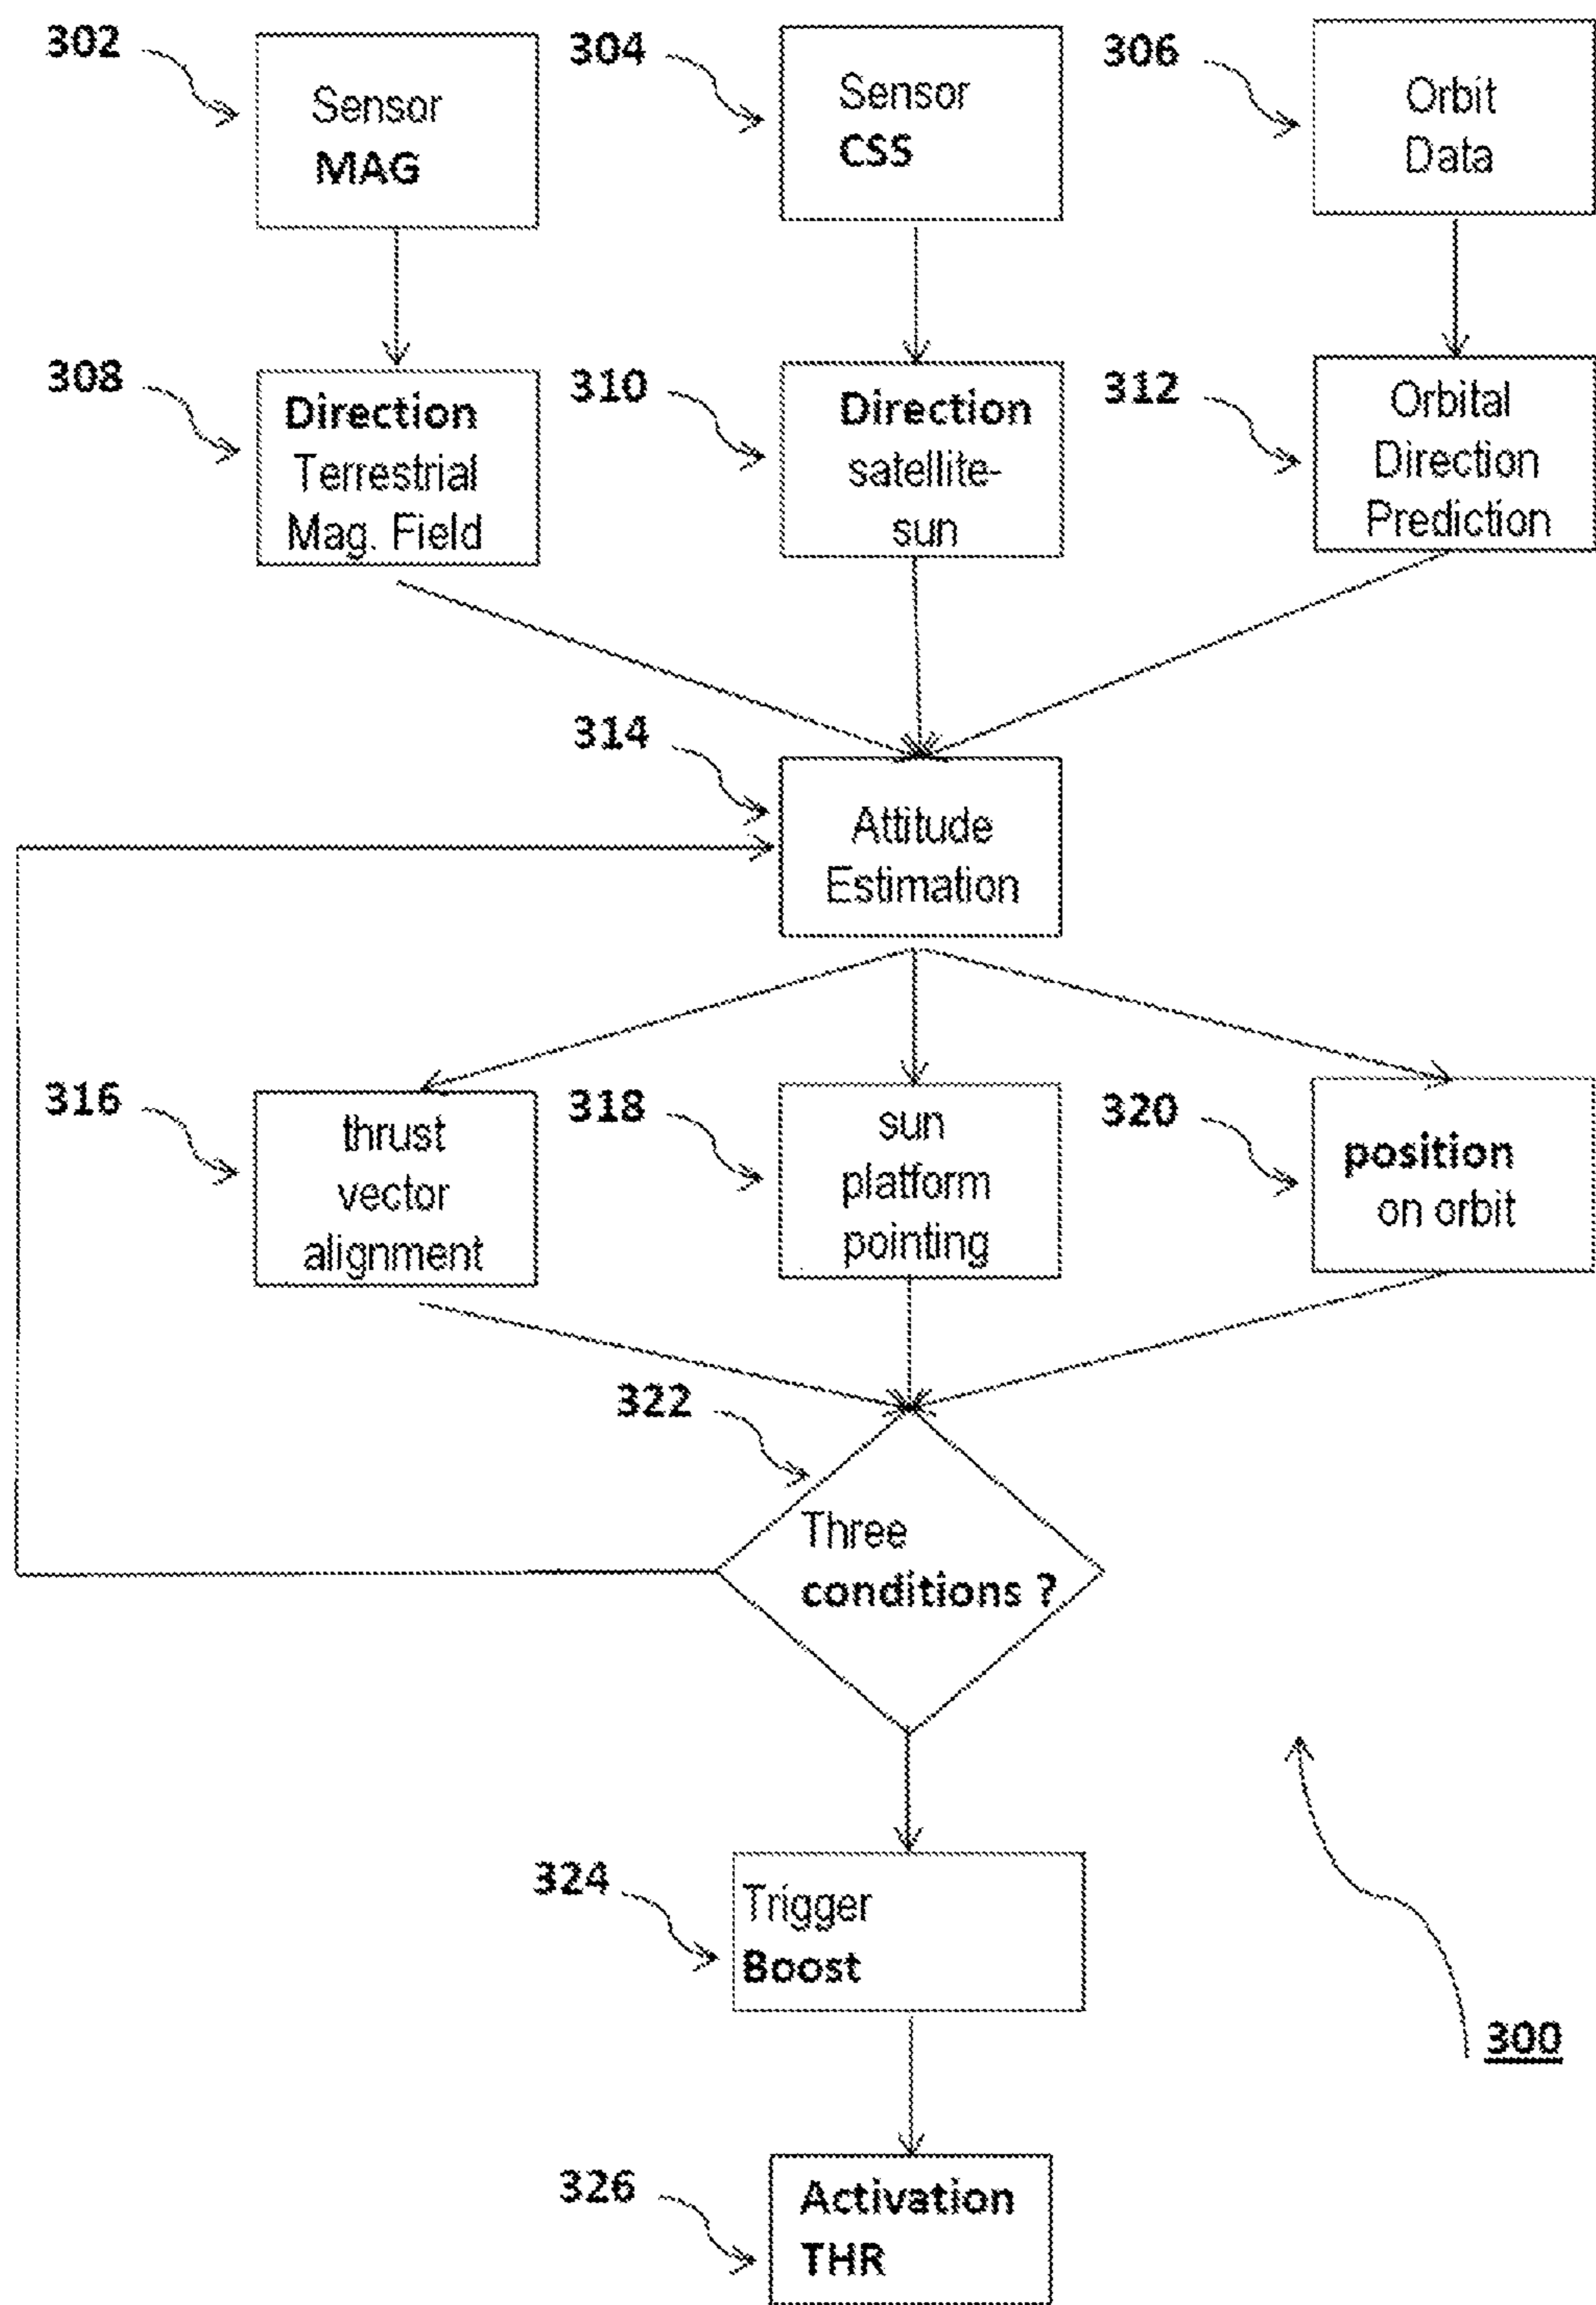 302
Sensor
MAG
304
Sensor
CSS
306
Orbit
Data
308
Direction
Terrestrial
Mag. Field
310
Direction
satellite-
sun
312
Orbital
Direction
Prediction
314
Attitude
Estimation
316
thrust
vector
alignment
318
sun
platform
pointing
320
position
on orbit
322
Three
conditions ?
324
Trigger
Boost
300
326
Activation
THR